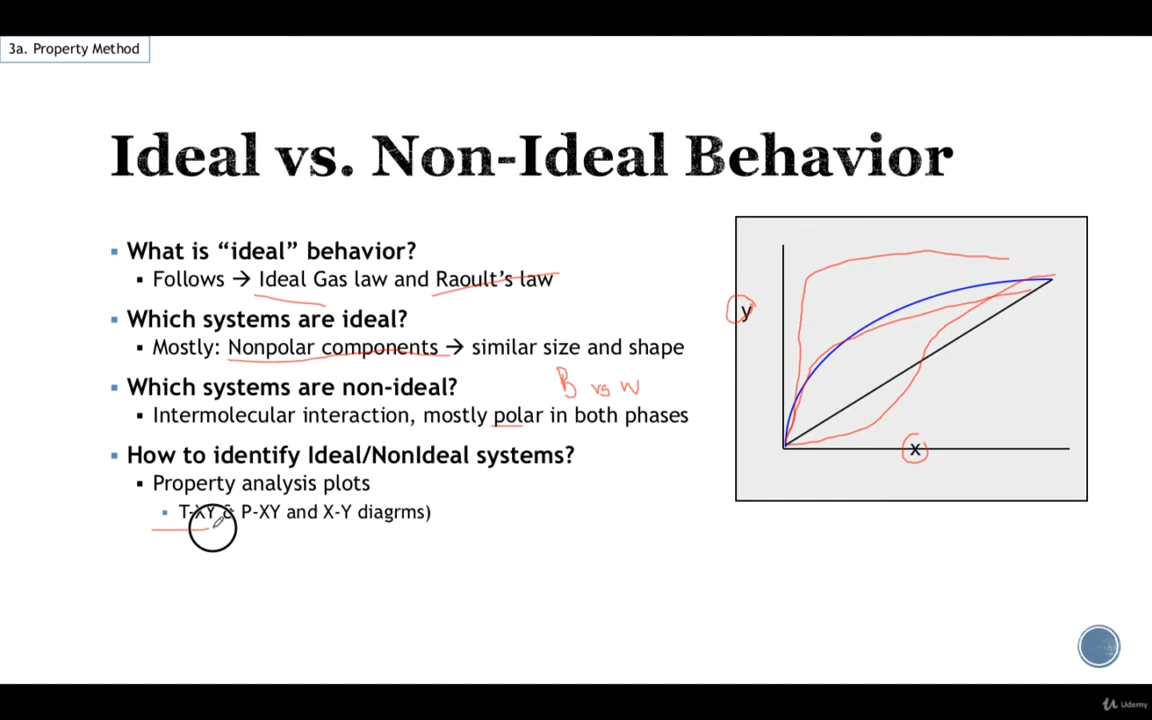 3a. Property Method
Ideal vs. Non-Ideal Behavior
▪ What is “ideal” behavior?
▪ Follows → Ideal Gas law and Raoult’s law
▪ Which systems are ideal?
▪ Mostly: Nonpolar components → similar size and shape
▪ Which systems are non-ideal?
B vs W
▪ Intermolecular interaction, mostly polar in both phases
▪ How to identify Ideal/NonIdeal systems?
▪ Property analysis plots
▪ T-XY & P-XY and X-Y diagrms)
y
x
Udemy